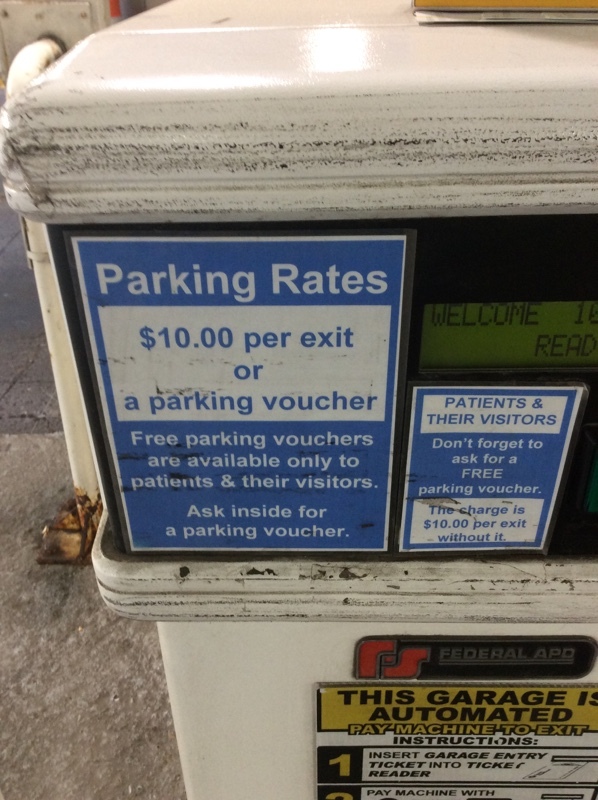 Parking Rates
$10.00 per exit
or
a parking voucher
Free parking vouchers
are available only to
patients & their visitors.
Ask inside for
a parking voucher.
WELCOME
READ
PATIENTS &
THEIR VISITORS
Don't forget to
ask for a
FREE
parking voucher.
The charge is
$10.00 per exit
without it.
FEDERAL APD
THIS GARAGE IS
AUTOMATED
PAY MACHINE TO EXIT
INSTRUCTIONS:
1 INSERT GARAGE ENTRY
TICKET INTO TICKET
READER
2 PAY MACHINE WITH